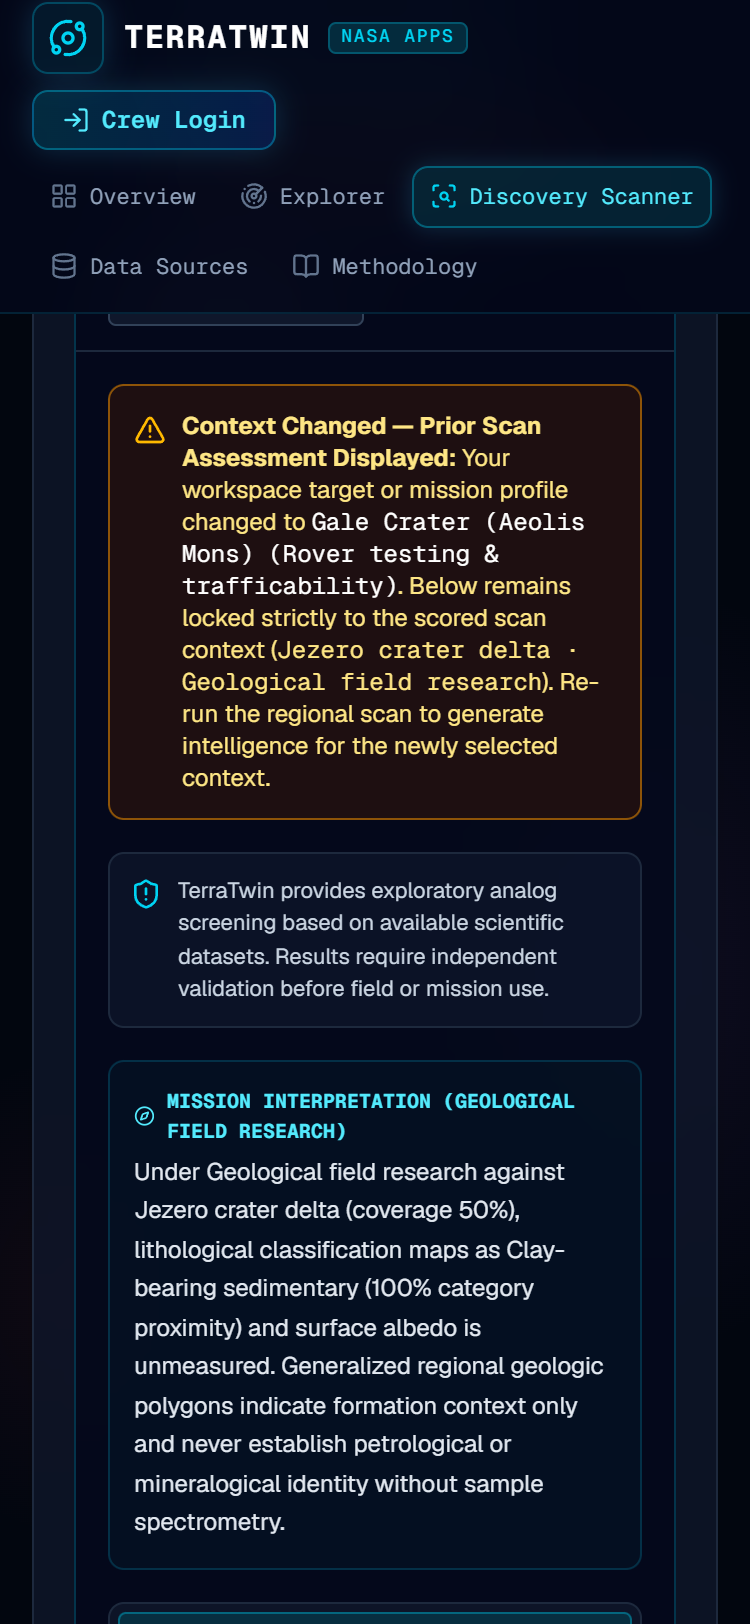 TERRATWIN NASA APPS
Crew Login
Overview Explorer Discovery Scanner
Data Sources Methodology
Context Changed — Prior Scan
Assessment Displayed: Your
workspace target or mission profile
changed to Gale Crater (Aeolis
Mons) (Rover testing &
trafficability). Below remains
locked strictly to the scored scan
context (Jezero crater delta ·
Geological field research). Re-
run the regional scan to generate
intelligence for the newly selected
context.
TerraTwin provides exploratory analog
screening based on available scientific
datasets. Results require independent
validation before field or mission use.
MISSION INTERPRETATION (GEOLOGICAL
FIELD RESEARCH)
Under Geological field research against
Jezero crater delta (coverage 50%),
lithological classification maps as Clay-
bearing sedimentary (100% category
proximity) and surface albedo is
unmeasured. Generalized regional geologic
polygons indicate formation context only
and never establish petrological or
mineralogical identity without sample
spectrometry.